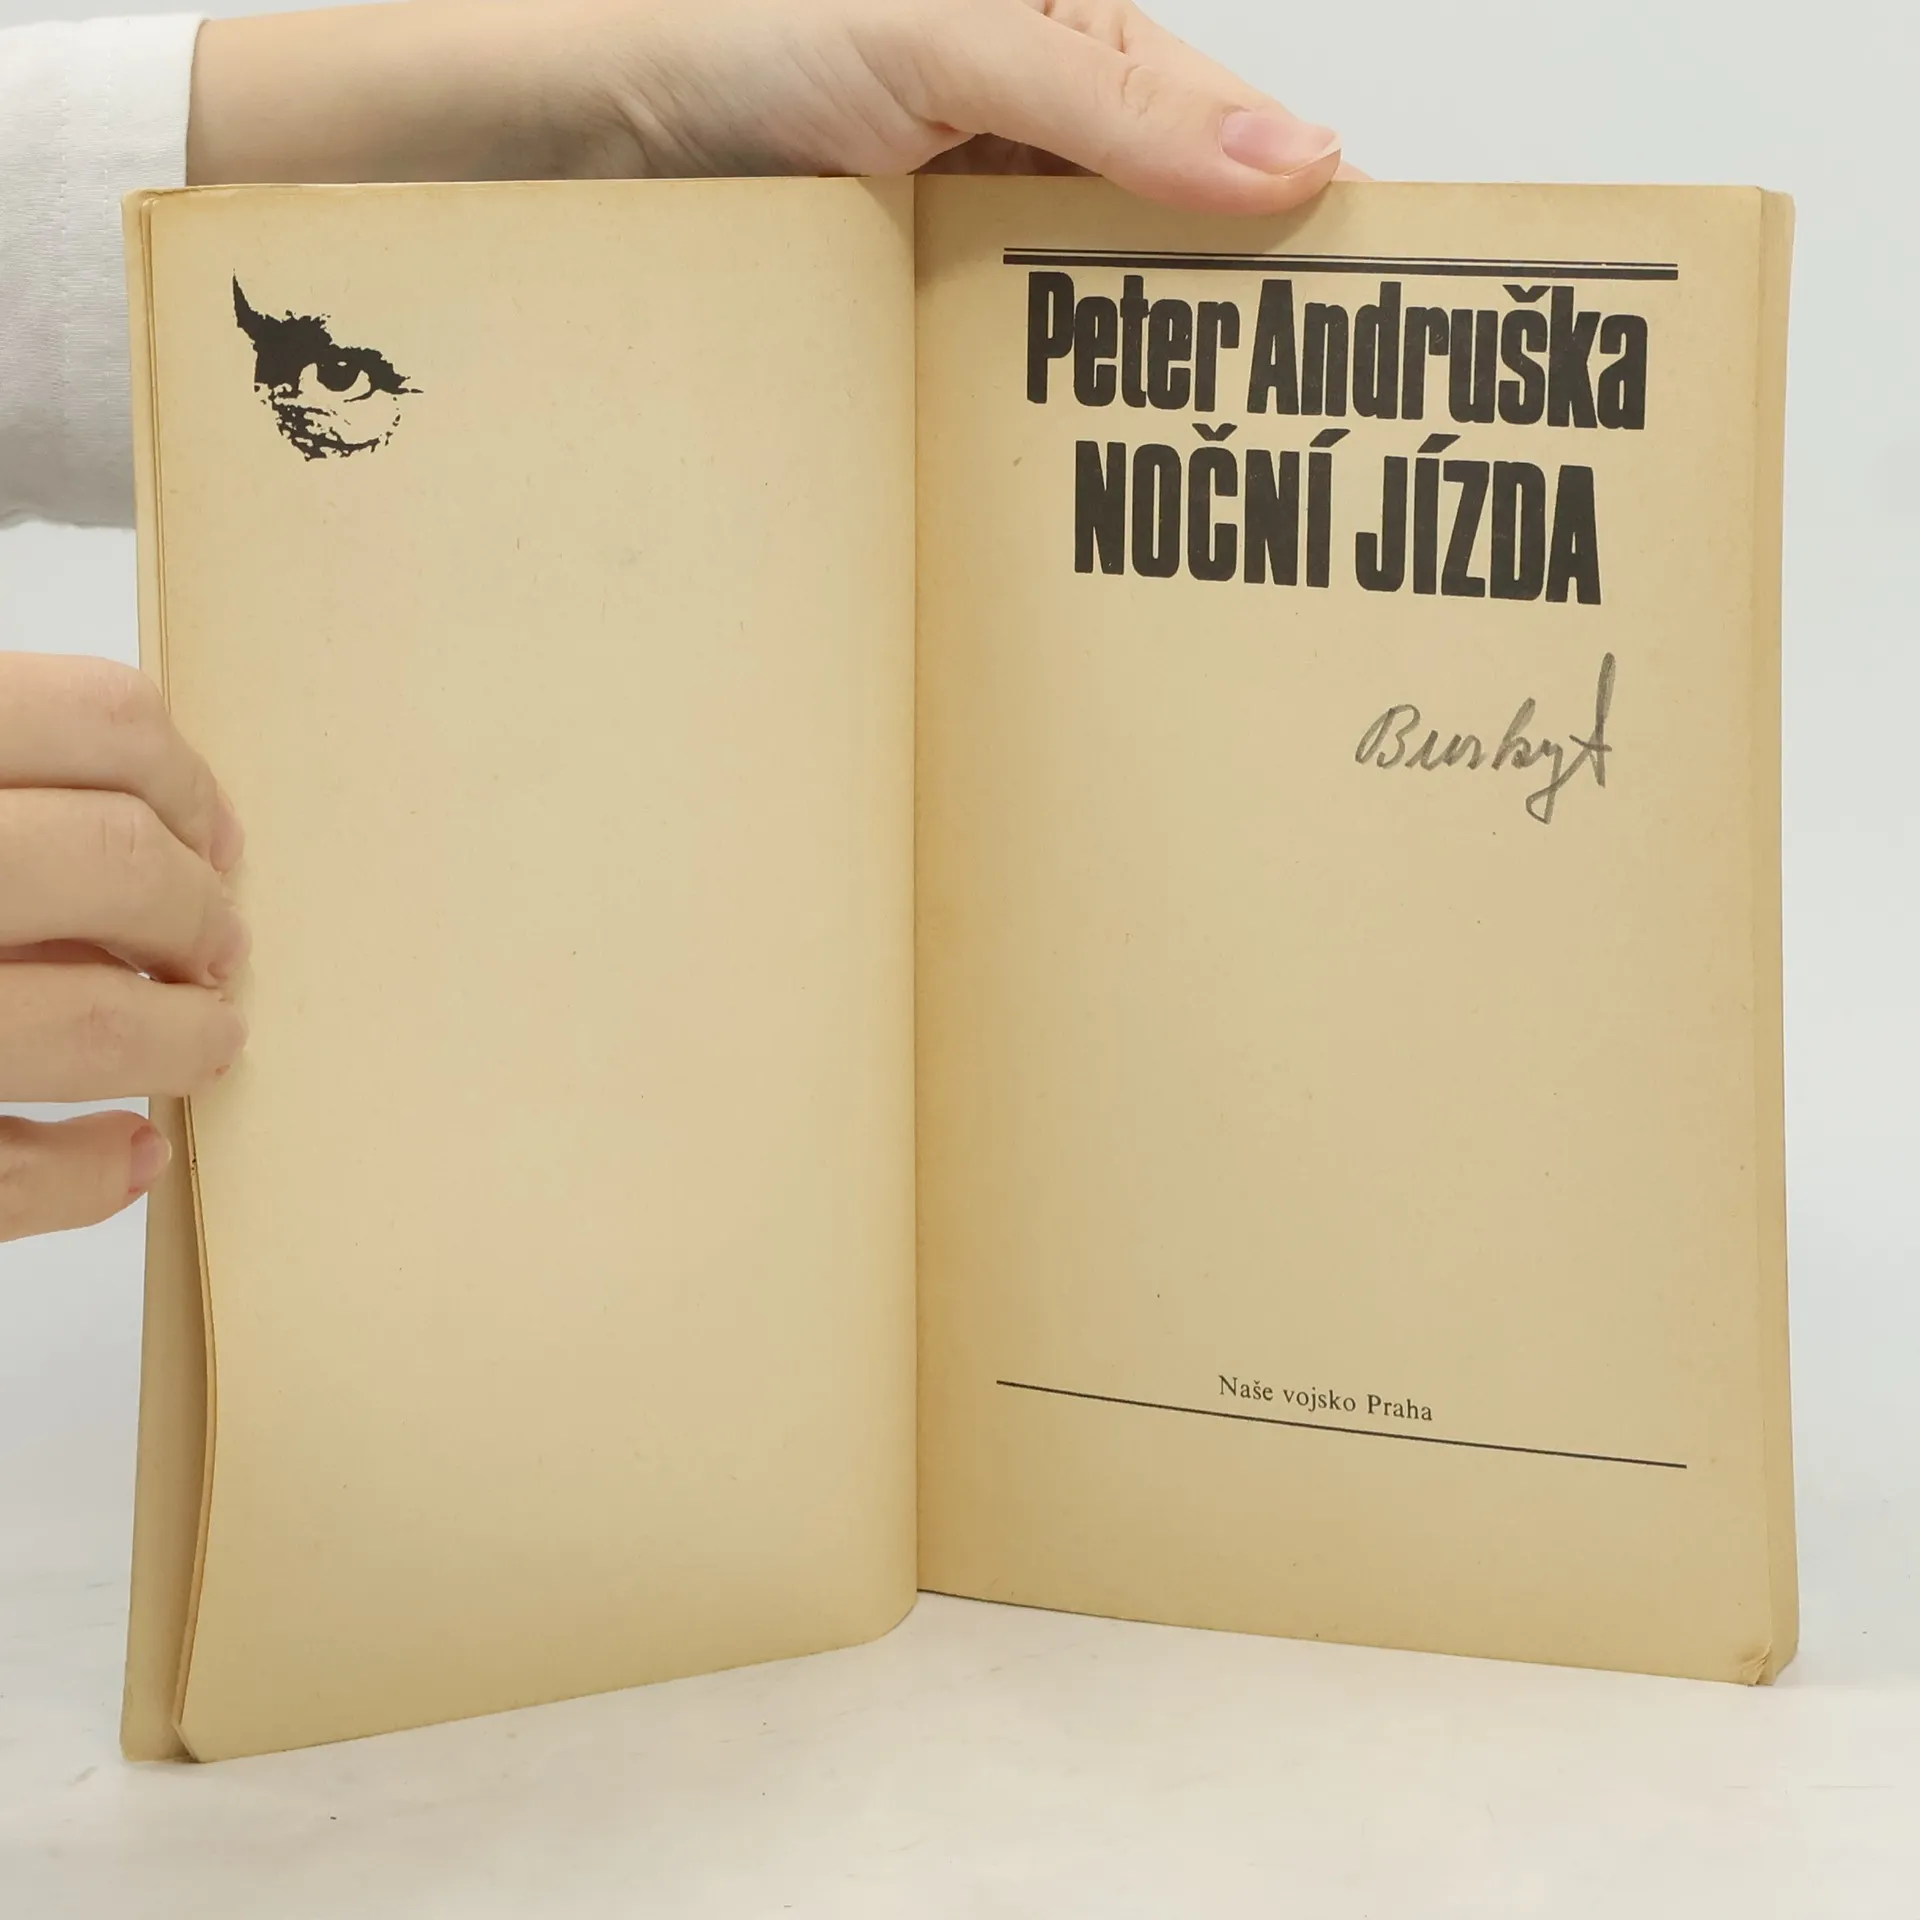 Peter Andruška
NOČNÍ JÍZDA
Naše vojsko Praha